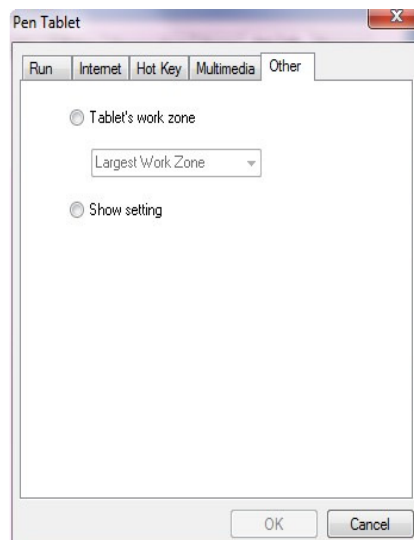 Pen Tablet
Run Internet Hot Key Multimedia Other
Tablet's work zone
Largest Work Zone
Show setting
OK Cancel